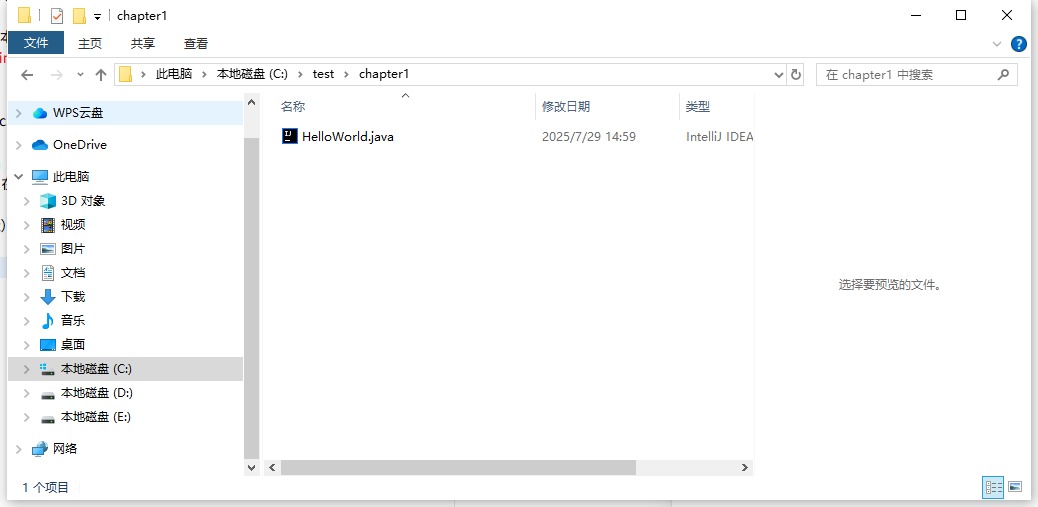 chapter1
文件 主页 共享 查看
此电脑 本地磁盘 (C:) test chapter1 在 chapter1 中搜索
WPS云盘
OneDrive
此电脑
3D 对象
视频
图片
文档
下载
音乐
桌面
本地磁盘 (C:)
本地磁盘 (D:)
本地磁盘 (E:)
网络
名称 修改日期 类型
HelloWorld.java 2025/7/29 14:59 IntelliJ IDEA
选择要预览的文件。
1 个项目